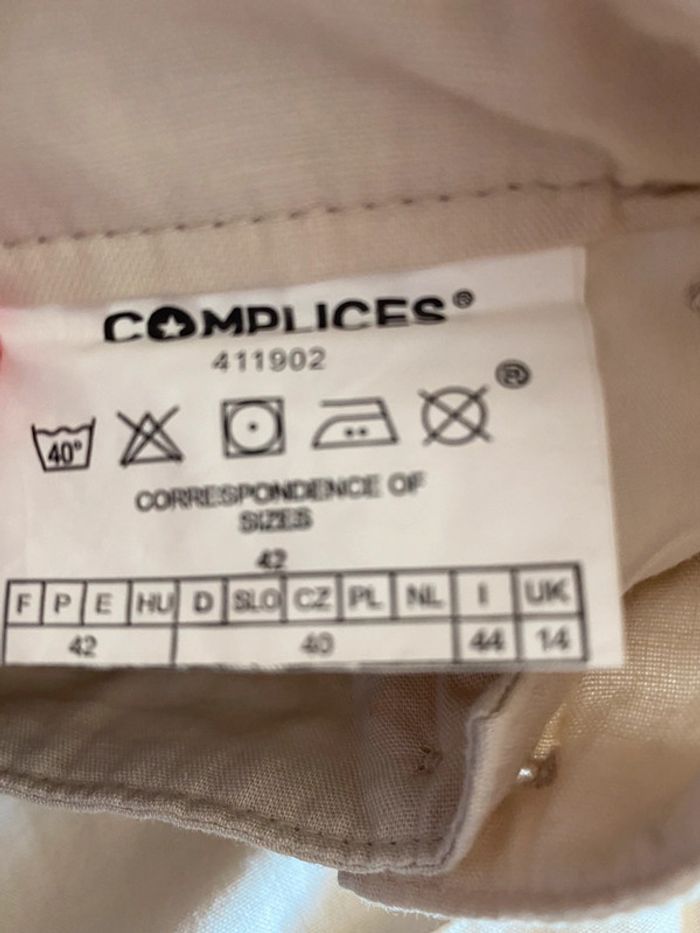 COMPLICES®
411902
40°
®
CORRESPONDENCE OF
SIZES
42
F P E HU D SLO CZ PL NL I UK
42 40 44 14